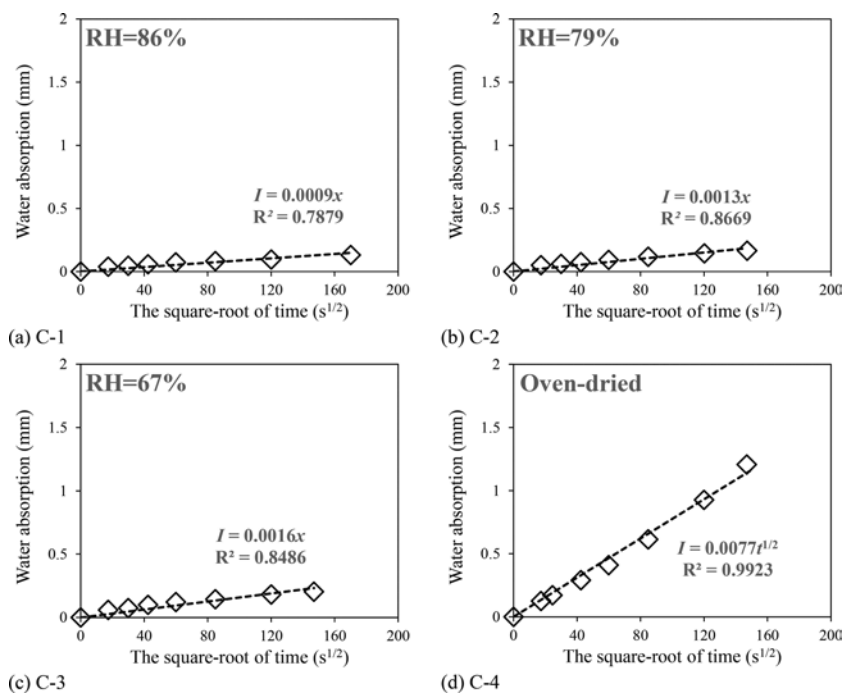 RH=86%
2
1.5
1
0.5
0
Water absorption (mm)
I = 0.0009x
R² = 0.7879
0 40 80 120 160 200
The square-root of time (s^1/2)
(a) C-1
RH=79%
2
1.5
1
0.5
0
Water absorption (mm)
I = 0.0013x
R² = 0.8669
0 40 80 120 160 200
The square-root of time (s^1/2)
(b) C-2
RH=67%
2
1.5
1
0.5
0
Water absorption (mm)
I = 0.0016x
R² = 0.8486
0 40 80 120 160 200
The square-root of time (s^1/2)
(c) C-3
Oven-dried
2
1.5
1
0.5
0
Water absorption (mm)
I = 0.0077t^1/2
R² = 0.9923
0 40 80 120 160 200
The square-root of time (s^1/2)
(d) C-4